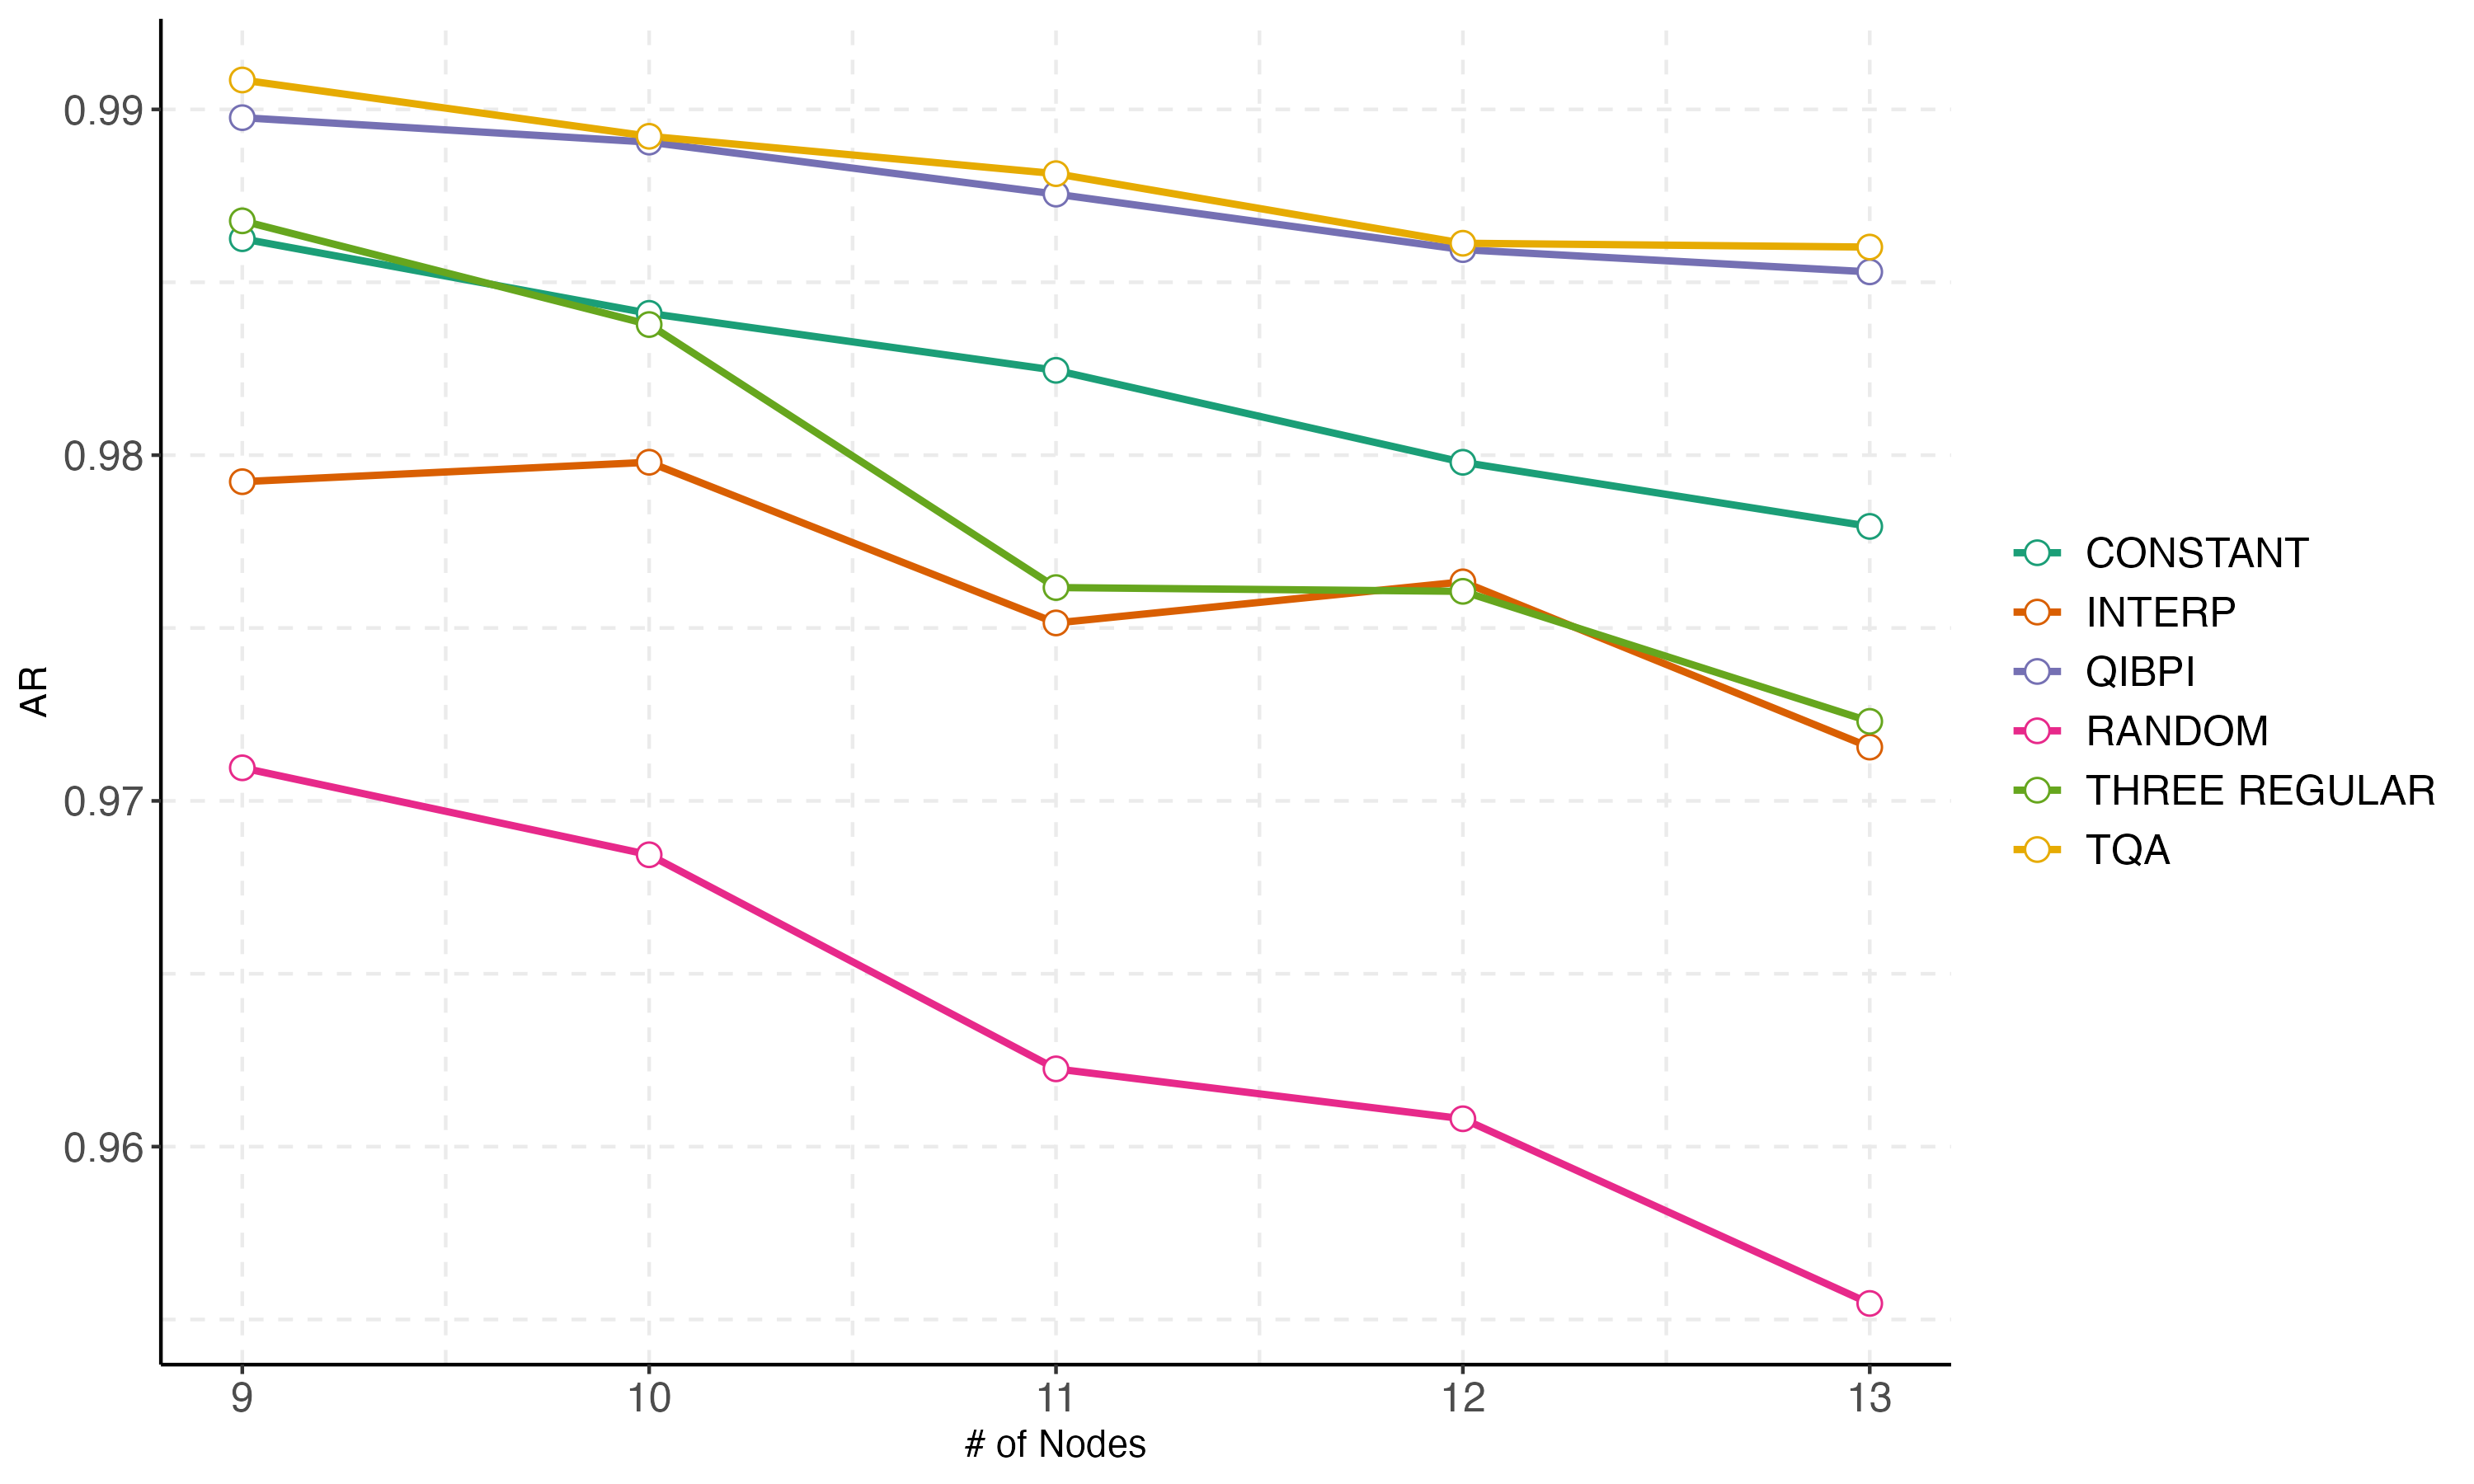 0.99
0.98
0.97
0.96
AR
9 10 11 12 13
# of Nodes
CONSTANT
INTERP
QIBPI
RANDOM
THREE REGULAR
TQA